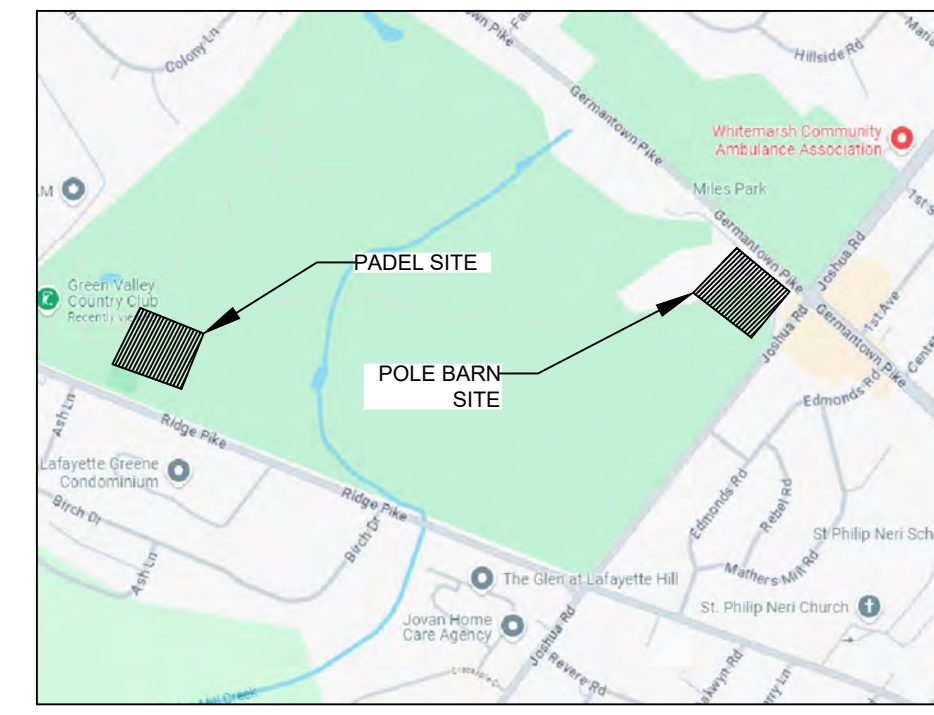 Colony Ln
Pike
Germantown Pike
Hillside Rd
Whitemarsh Community
Ambulance Association
Miles Park
1st S
Germantown Pike
Joshua Rd
M
PADEL SITE
Green Valley
Country Club
Recently
POLE BARN
SITE
Joshua Rd
Germantown Pike
1st Ave
Center
Edmonds Rd
Ash Ln
Ridge Pike
Lafayette Greene
Condominium
Birch Dr
Ridge Pike
Birch Dr
Ash Ln
Edmonds Rd
Rebel Rd
St Philip Neri Sch
Mathers Mill Rd
The Glen at Lafayette Hill
St. Philip Neri Church
Jovan Home
Care Agency
Joshua Rd
Revere Rd
Mill Creek